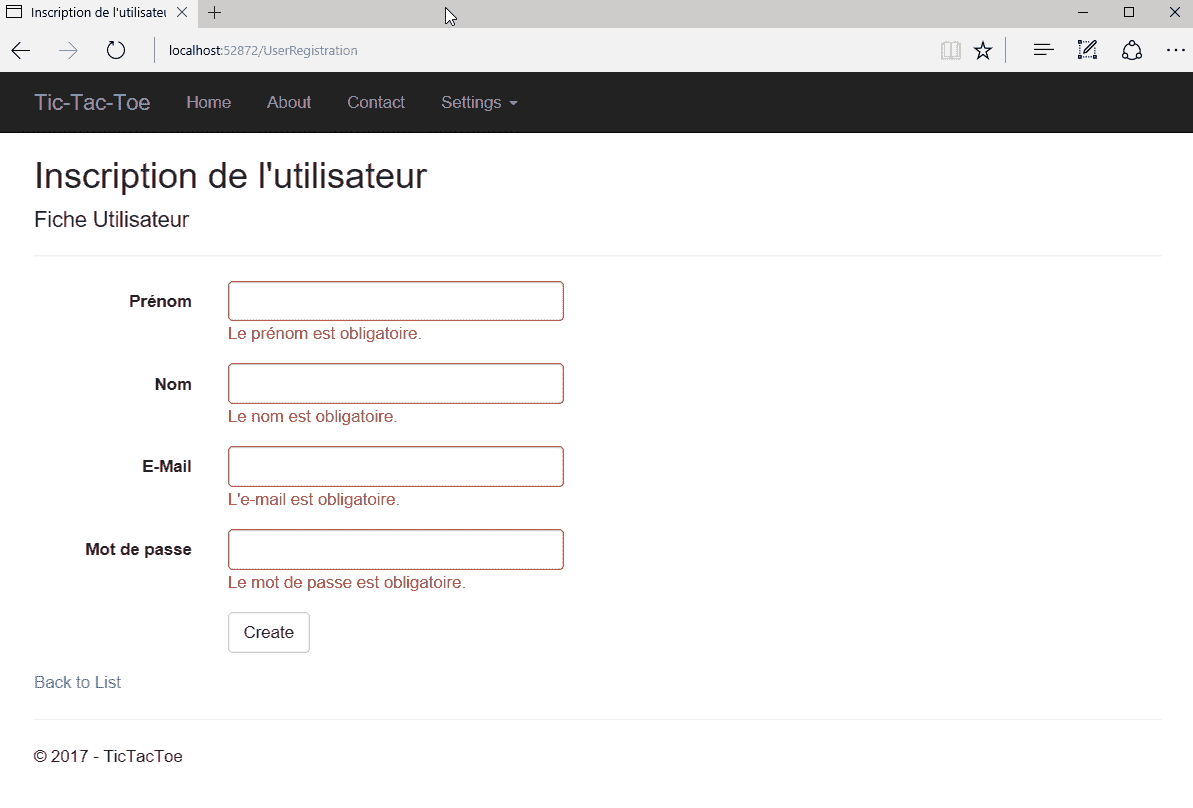 Inscription de l'utilisateu
localhost:52872/UserRegistration
Tic-Tac-Toe Home About Contact Settings
Inscription de l'utilisateur
Fiche Utilisateur
Prénom
Le prénom est obligatoire.
Nom
Le nom est obligatoire.
E-Mail
L'e-mail est obligatoire.
Mot de passe
Le mot de passe est obligatoire.
Create
Back to List
© 2017 - TicTacToe